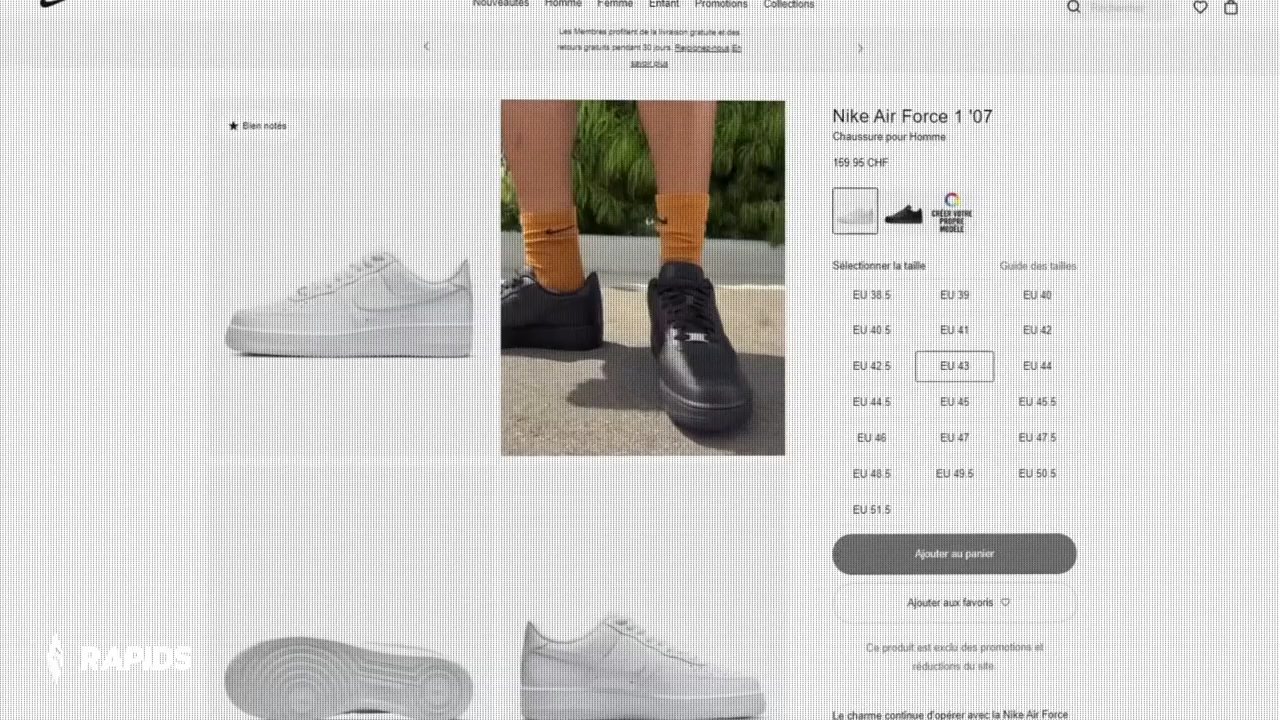 Nouveautés Homme Femme Enfant Promotions Collections
Rechercher
Les Membres profitent de la livraison gratuite et des
retours gratuits pendant 30 jours. Rejoignez-nous En
savoir plus
Bien notés
Nike Air Force 1 '07
Chaussure pour Homme
159.95 CHF
CRÉER VOTRE
PROPRE
MODÈLE
Sélectionner la taille Guide des tailles
EU 38.5 EU 39 EU 40
EU 40.5 EU 41 EU 42
EU 42.5 EU 43 EU 44
EU 44.5 EU 45 EU 45.5
EU 46 EU 47 EU 47.5
EU 48.5 EU 49.5 EU 50.5
EU 51.5
Ajouter au panier
Ajouter aux favoris
Ce produit est exclu des promotions et
réductions du site.
Le charme continue d'opérer avec la Nike Air Force
RAPIDS